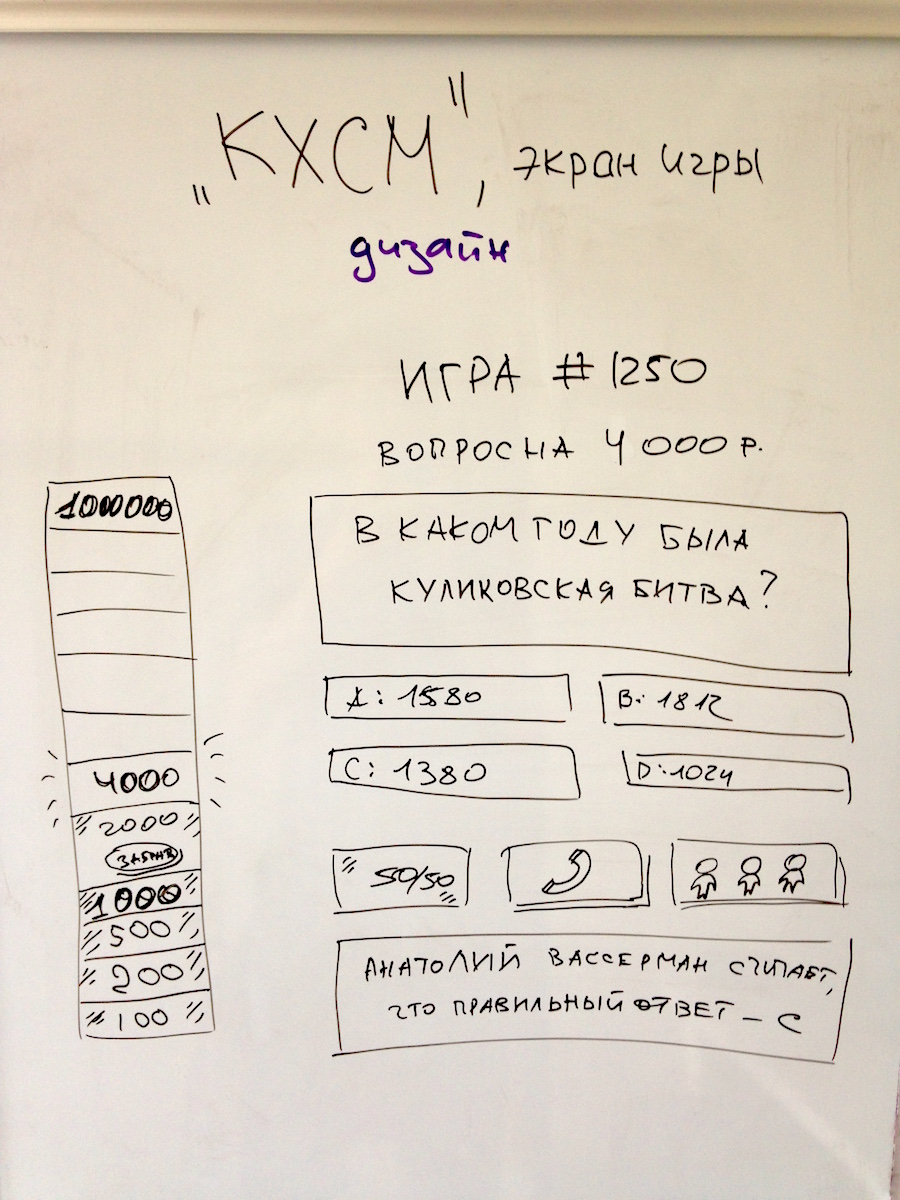 „КХСМ", экран игры
дизайн
ИГРА #1250
ВОПРОС НА 4000 Р.
1000000
4000
2000
ЗАБРАТЬ
1000
500
200
100
В КАКОМ ГОДУ БЫЛА
КУЛИКОВСКАЯ БИТВА?
A: 1580
B: 1812
C: 1380
D: 1024
50/50
АНАТОЛИЙ ВАССЕРМАН СЧИТАЕТ,
ЧТО ПРАВИЛЬНЫЙ ОТВЕТ – С